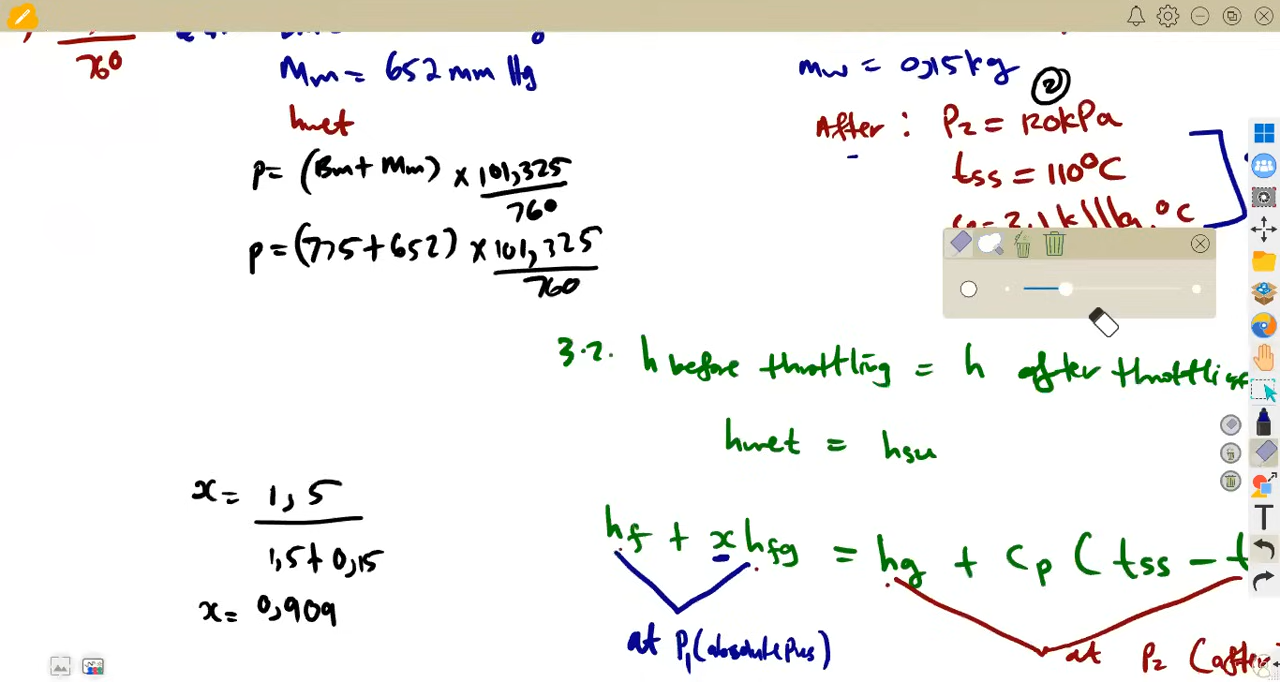 760
Mm = 652 mm Hg
hwet
P = (Bm + Mm) × 101,325
760
P = (775 + 652) × 101,325
760
x = 1,5
1,5 + 0,15
x = 0,909
mw = 0,15 kg
2
After : P2 = 120 kPa
tss = 110°C
3.2. h before throttling = h after throttling
hwet = hsu
hf + x hfg = hg + Cp (tss - t
at P1 (absolute Pres)
at P2 (after